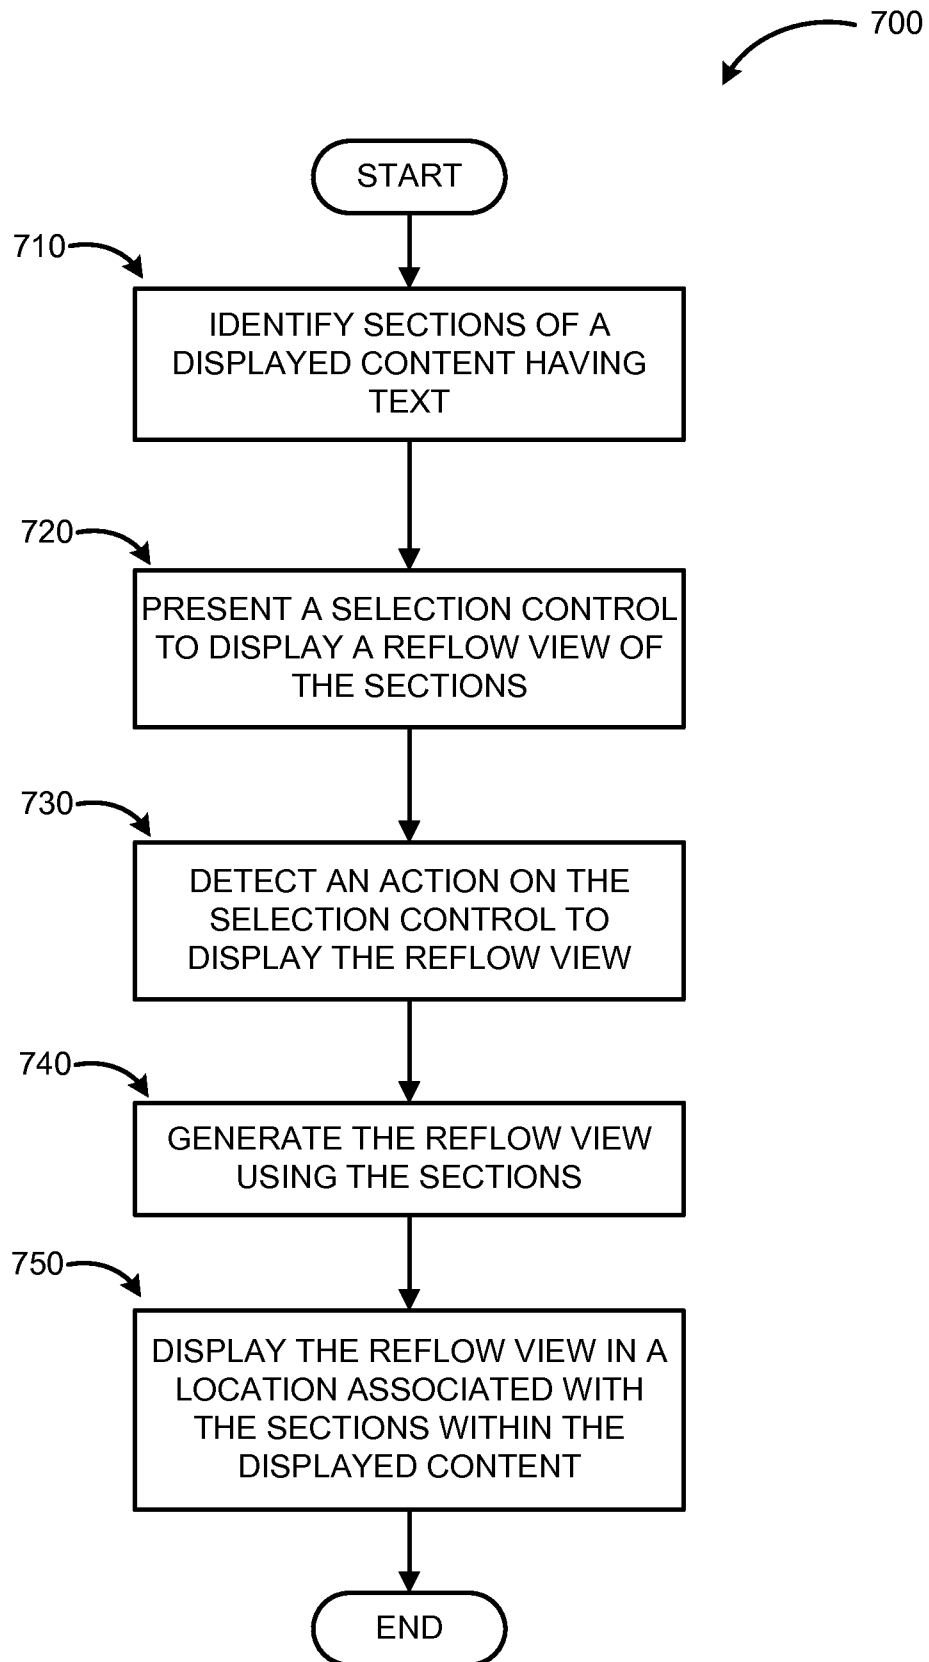 700
START
710
IDENTIFY SECTIONS OF A
DISPLAYED CONTENT HAVING
TEXT
720
PRESENT A SELECTION CONTROL
TO DISPLAY A REFLOW VIEW OF
THE SECTIONS
730
DETECT AN ACTION ON THE
SELECTION CONTROL TO
DISPLAY THE REFLOW VIEW
740
GENERATE THE REFLOW VIEW
USING THE SECTIONS
750
DISPLAY THE REFLOW VIEW IN A
LOCATION ASSOCIATED WITH
THE SECTIONS WITHIN THE
DISPLAYED CONTENT
END